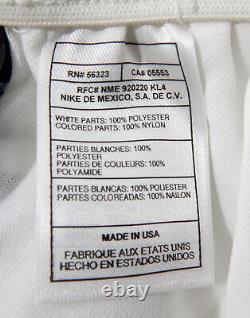 RN# 56323 CA# 05553
RFC# NME 920220 KL4
NIKE DE MEXICO, S.A. DE C.V.
WHITE PARTS: 100% POLYESTER
COLORED PARTS: 100% NYLON
PARTIES BLANCHES: 100%
POLYESTER
PARTIES DE COULEURS: 100%
POLYAMIDE
PARTES BLANCAS: 100% POLIESTER
PARTES COLOREADAS: 100% NAILON
MADE IN USA
FABRIQUE AUX ETATS UNIS
HECHO EN ESTADOS UNIDOS